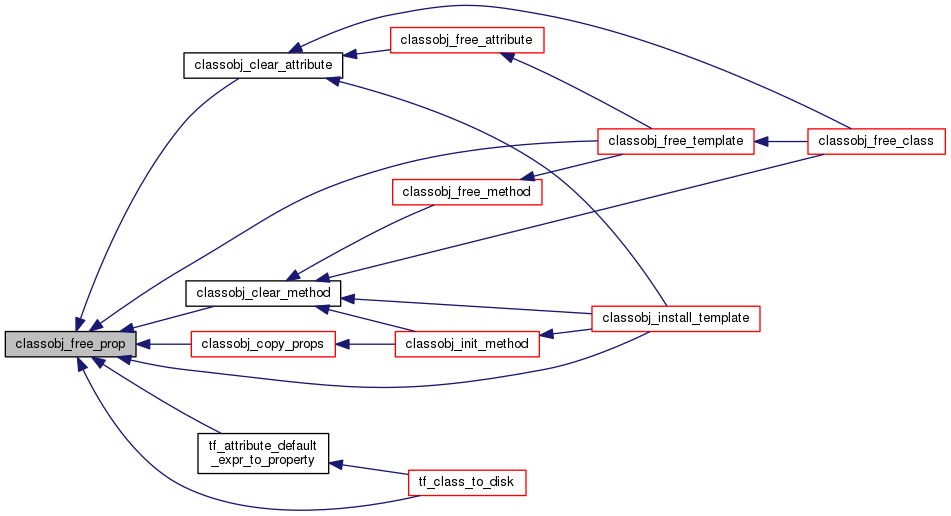 classobj_free_attribute
classobj_clear_attribute
classobj_free_template
classobj_free_class
classobj_free_method
classobj_clear_method
classobj_install_template
classobj_free_prop
classobj_copy_props
classobj_init_method
tf_attribute_default
_expr_to_property
tf_class_to_disk